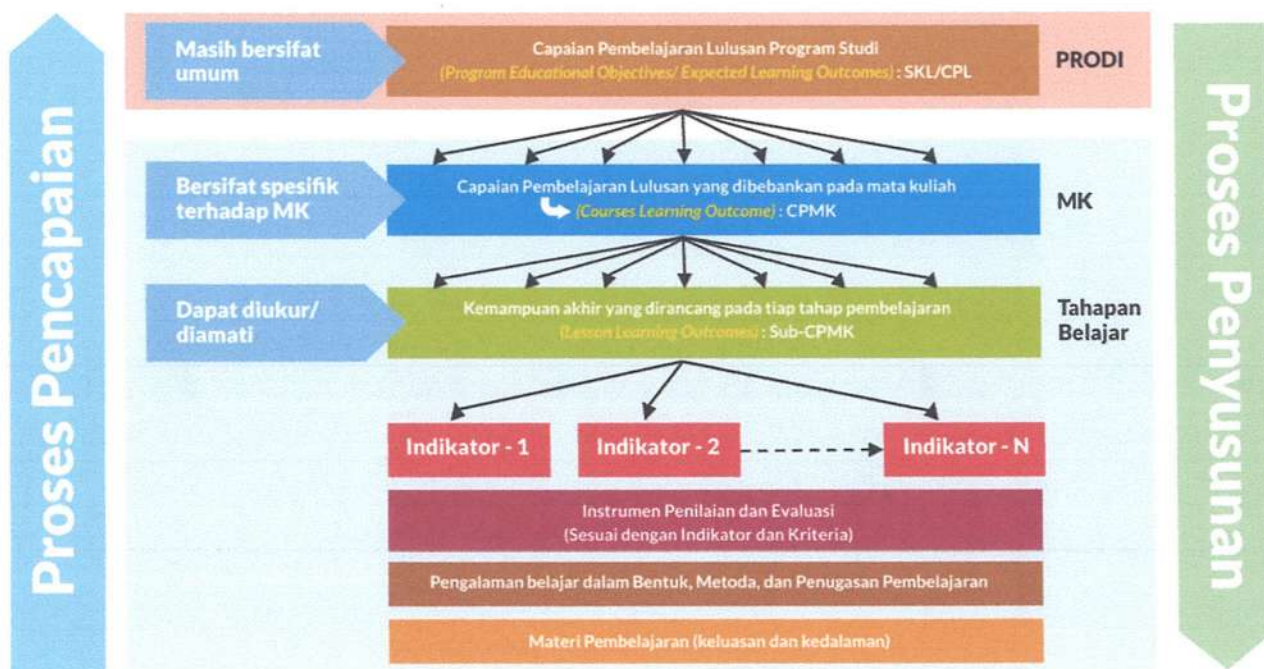 Proses Pencapaian
Masih bersifat
umum
Capaian Pembelajaran Lulusan Program Studi
(Program Educational Objectives/ Expected Learning Outcomes) : SKL/CPL
PRODI
Bersifat spesifik
terhadap MK
Capaian Pembelajaran Lulusan yang dibebankan pada mata kuliah
(Courses Learning Outcome) : CPMK
MK
Dapat diukur/
diamati
Kemampuan akhir yang dirancang pada tiap tahap pembelajaran
(Lesson Learning Outcomes) : Sub-CPMK
Tahapan
Belajar
Indikator - 1
Indikator - 2
Indikator - N
Instrumen Penilaian dan Evaluasi
(Sesuai dengan Indikator dan Kriteria)
Pengalaman belajar dalam Bentuk, Metoda, dan Penugasan Pembelajaran
Materi Pembelajaran (keluasan dan kedalaman)
Proses Penyusunan